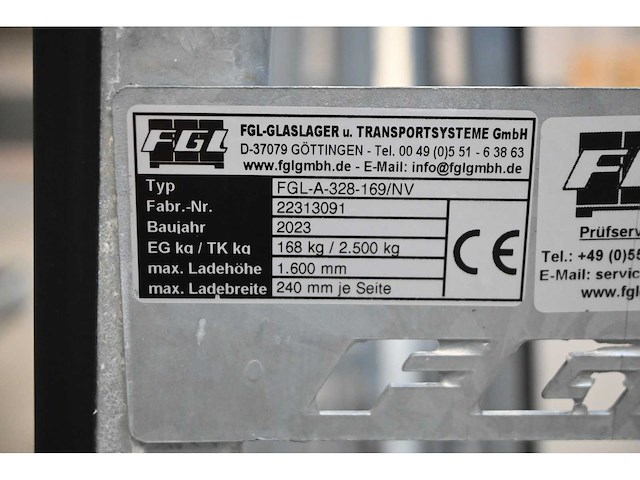 FGL
FGL-GLASLAGER u. TRANSPORTSYSTEME GmbH
D-37079 GÖTTINGEN - Tel. 00 49 (0)5 51 - 6 38 63
www.fglgmbh.de - E-Mail: info@fglgmbh.de
Typ FGL-A-328-169/NV
Fabr.-Nr. 22313091
Baujahr 2023
EG kg / TK kg 168 kg / 2.500 kg
max. Ladehöhe 1.600 mm
max. Ladebreite 240 mm je Seite
CE
FGL
Prüfserv
Tel.: +49 (0)55
E-Mail: servic
www.fgl
FGL